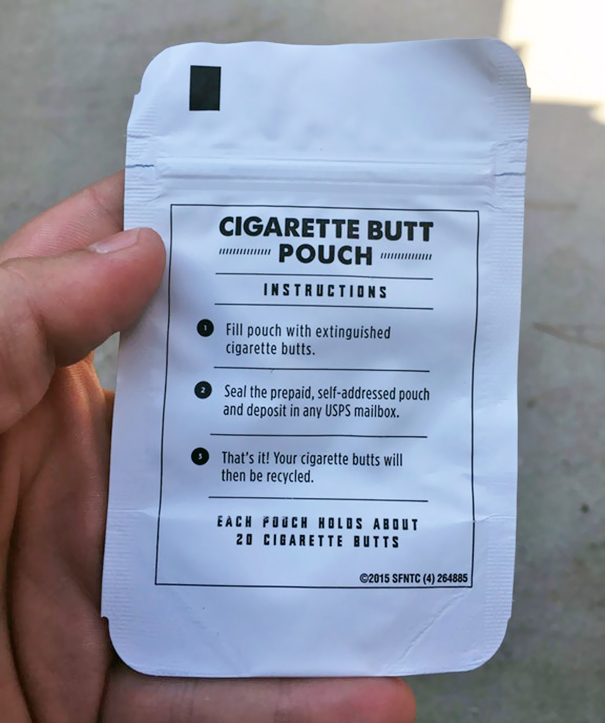 CIGARETTE BUTT
POUCH
INSTRUCTIONS
1 Fill pouch with extinguished
cigarette butts.
2 Seal the prepaid, self-addressed pouch
and deposit in any USPS mailbox.
3 That's it! Your cigarette butts will
then be recycled.
EACH POUCH HOLDS ABOUT
20 CIGARETTE BUTTS
©2015 SFNTC (4) 264885